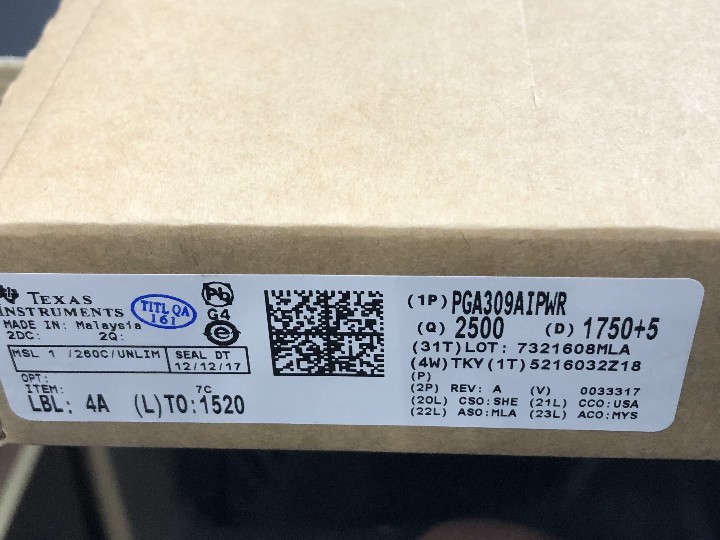 TEXAS
INSTRUMENTS
MADE IN: Malaysia
2DC: 2Q:
TITL QA
161
Pb
G4
e
MSL 1 /260C/UNLIM
SEAL DT
12/12/17
OPT:
ITEM: 7C
LBL: 4A (L)TO:1520
(1P) PGA309AIPWR
(Q) 2500 (D) 1750+5
(31T)LOT: 7321608MLA
(4W)TKY(1T)5216032Z18
(P)
(2P) REV: A (V) 0033317
(20L) CSO:SHE (21L) CCO:USA
(22L) ASO:MLA (23L) ACO:MYS